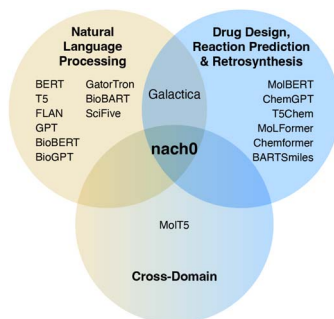 Natural
Language
Processing
BERT GatorTron
T5 BioBART
FLAN SciFive
GPT
BioBERT
BioGPT
Galactica
Drug Design,
Reaction Prediction
& Retrosynthesis
MolBERT
ChemGPT
T5Chem
MoLFormer
Chemformer
BARTSmiles
nach0
MolT5
Cross-Domain